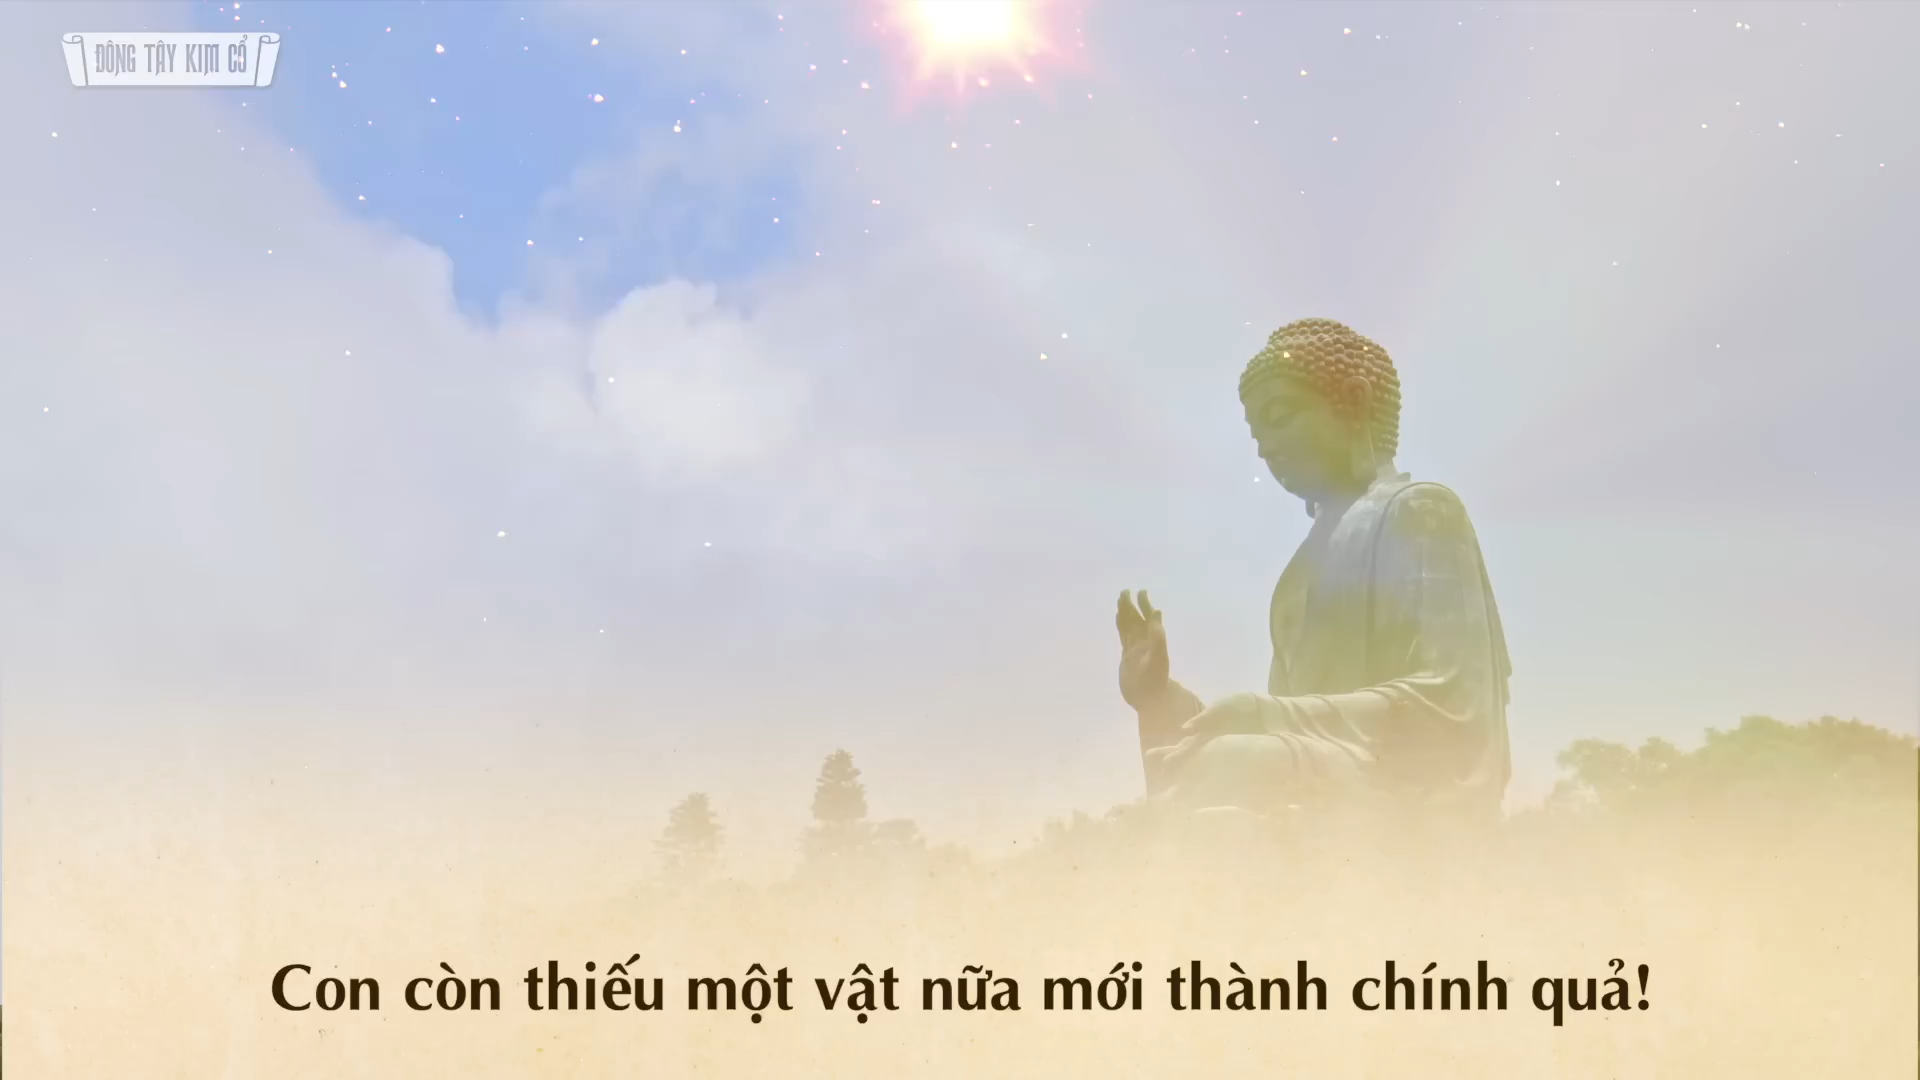 ĐÔNG TÂY KIM CỔ
Con còn thiếu một vật nữa mới thành chính quả!